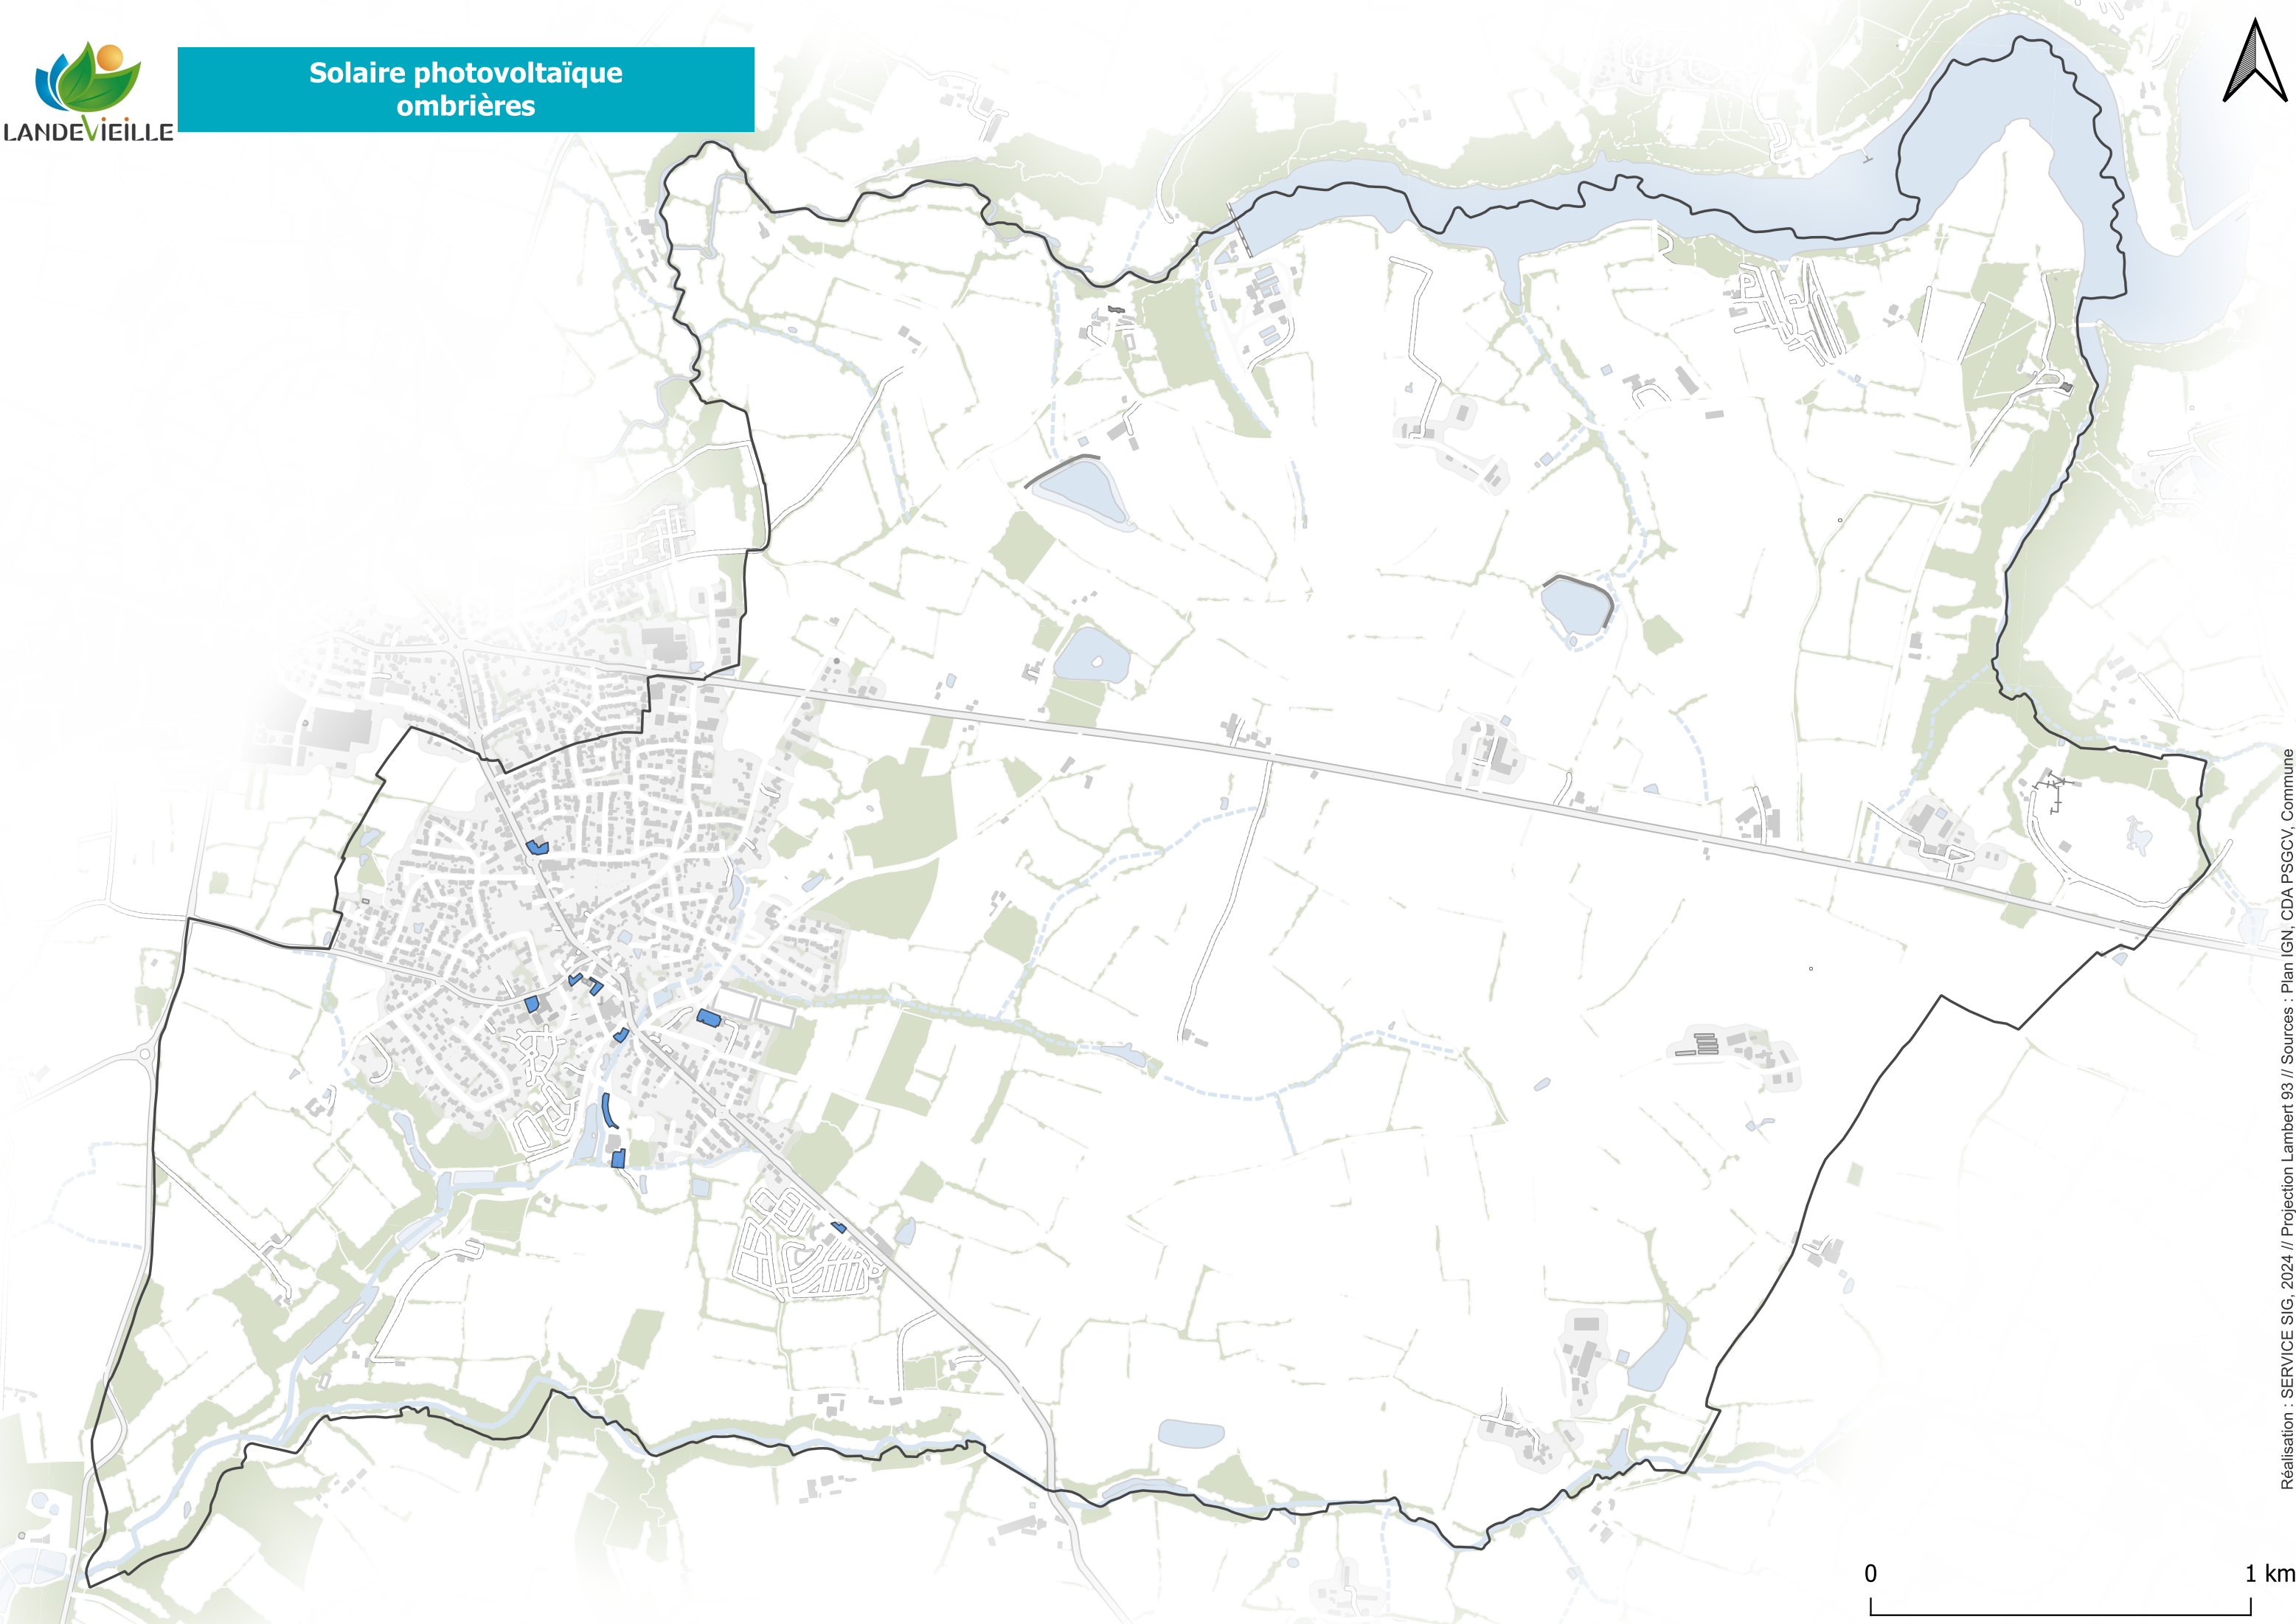 LANDEVIEILLE
Solaire photovoltaïque
ombrières
Réalisation : SERVICE SIG, 2024 // Projection Lambert 93 // Sources : Plan IGN, CDA PSGCV, Commune
0 1 km